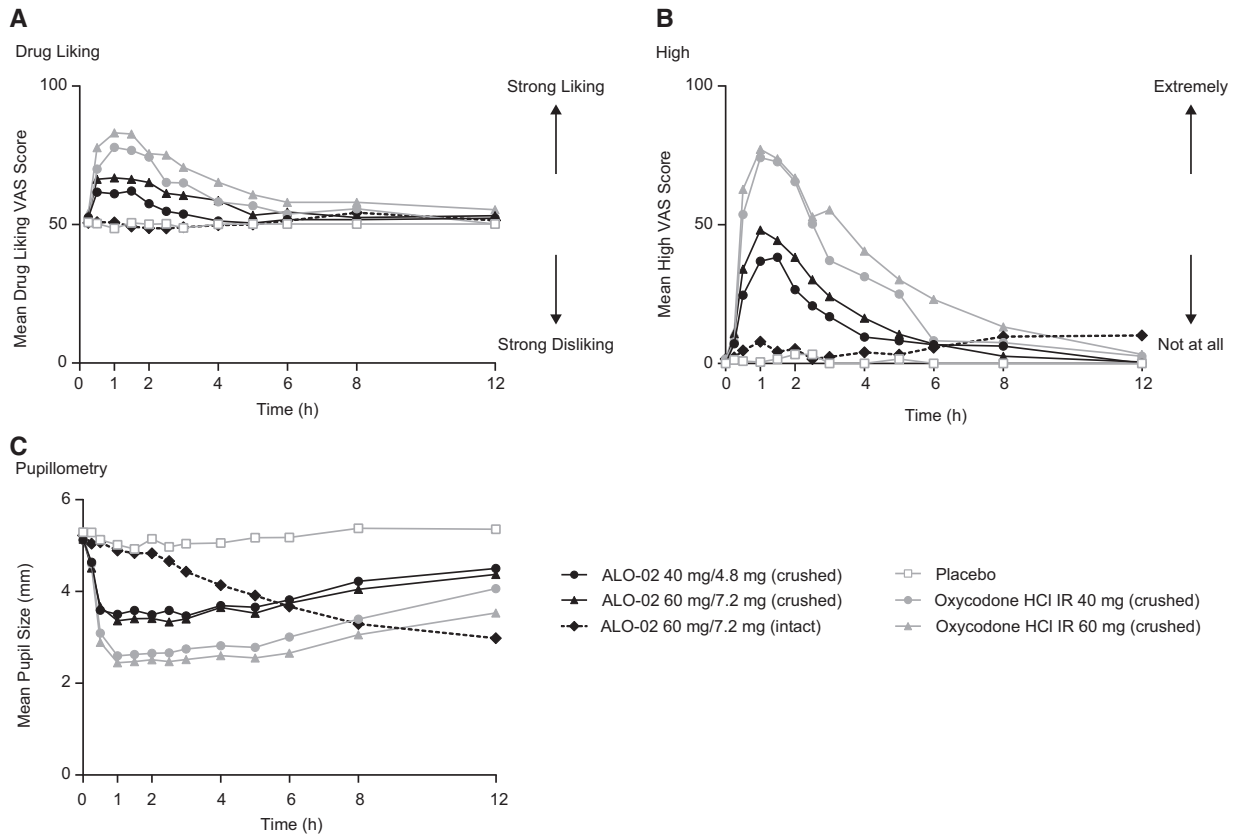 A
Drug Liking
100
50
0
Mean Drug Liking VAS Score
Strong Liking
Strong Disliking
0 1 2 4 6 8 12
Time (h)
B
High
100
50
0
Mean High VAS Score
Extremely
Not at all
0 1 2 4 6 8 12
Time (h)
C
Pupillometry
6
4
2
0
Mean Pupil Size (mm)
0 1 2 4 6 8 12
Time (h)
ALO-02 40 mg/4.8 mg (crushed)
ALO-02 60 mg/7.2 mg (crushed)
ALO-02 60 mg/7.2 mg (intact)
Placebo
Oxycodone HCl IR 40 mg (crushed)
Oxycodone HCl IR 60 mg (crushed)